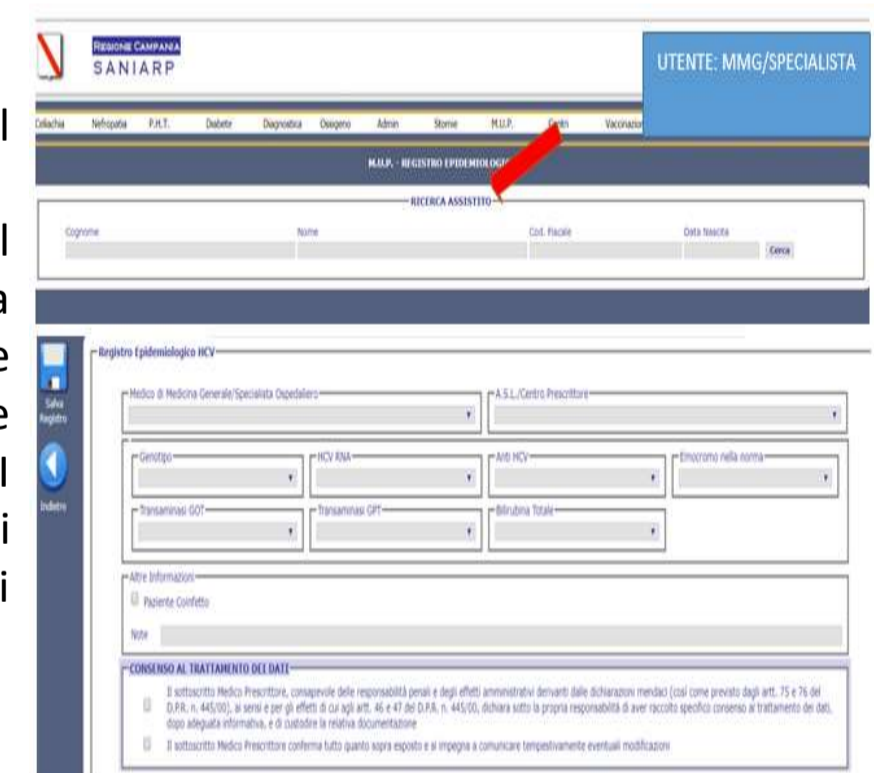 REGIONE CAMPANIA
SANIARP
UTENTE: MMG/SPECIALISTA
Celiachia Nefropatia P.H.T. Diabete Diagnostica Ossigeno Admin Stomie M.U.P. Centri Vaccinazion
M.U.P. - REGISTRO EPIDEMIOLOGI
RICERCA ASSISTITO
Cognome Nome Cod. Fiscale Data Nascita
Cerca
Registro Epidemiologico HCV
Salva
Registro
Indietro
Medico di Medicina Generale/Specialista Ospedaliero A.S.L./Centro Prescrittore
Genotipo HCV RNA Anti HCV Emocromo nella norma
Transaminasi GOT Transaminasi GPT Bilirubina Totale
Altre Informazioni
Paziente Coinfetto
Note
CONSENSO AL TRATTAMENTO DEI DATI
Il sottoscritto Medico Prescrittore, consapevole delle responsabilità penali e degli effetti amministrativi derivanti dalle dichiarazioni mendaci (così come previsto dagli artt. 75 e 76 del
D.P.R. n. 445/00), ai sensi e per gli effetti di cui agli artt. 46 e 47 del D.P.R. n. 445/00, dichiara sotto la propria responsabilità di aver raccolto specifico consenso al trattamento dei dati,
dopo adeguata informativa, e di custodire la relativa documentazione
Il sottoscritto Medico Prescrittore conferma tutto quanto sopra esposto e si impegna a comunicare tempestivamente eventuali modificazioni